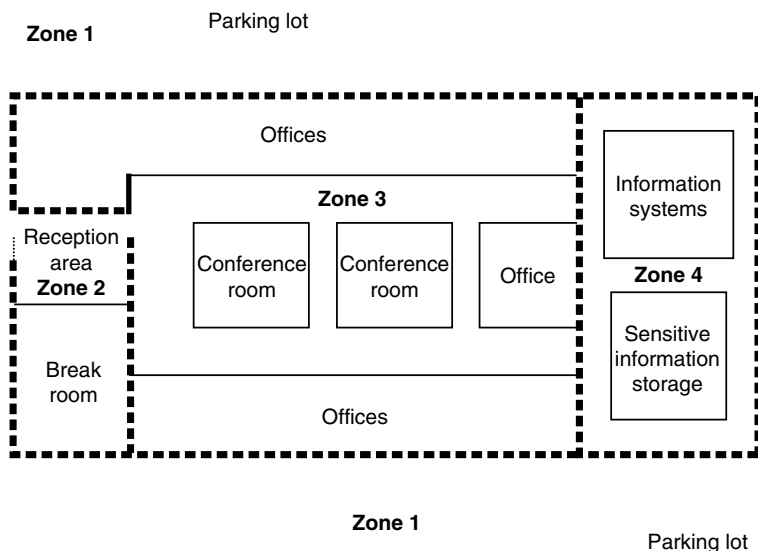 Parking lot
Zone 1
Offices
Zone 3
Information
systems
Reception
area
Zone 2
Conference
room
Conference
room
Office
Zone 4
Sensitive
information
storage
Break
room
Offices
Zone 1
Parking lot